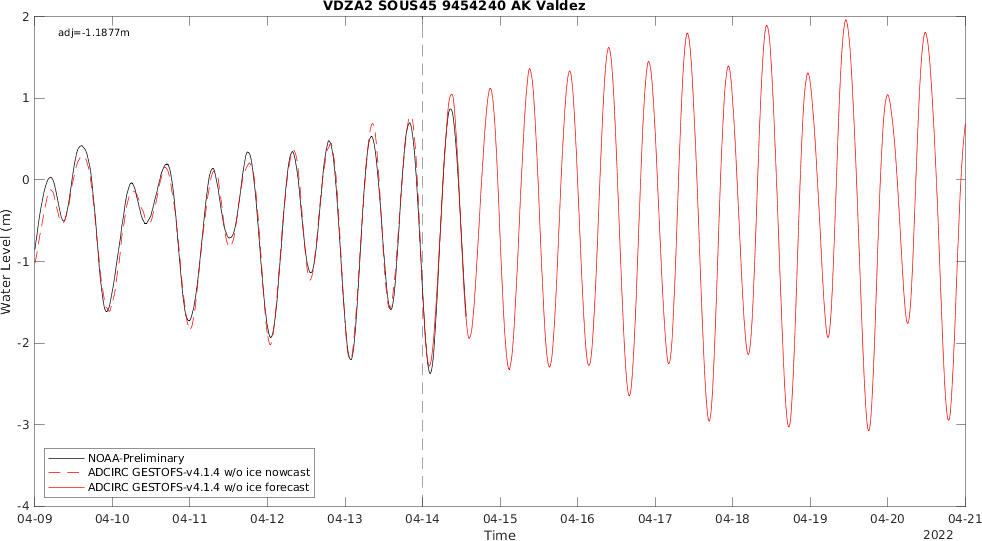 VDZA2 SOUS45 9454240 AK Valdez
adj=-1.1877m
2
1
0
-1
-2
-3
-4
Water Level (m)
NOAA-Preliminary
ADCIRC GESTOFS-v4.1.4 w/o ice nowcast
ADCIRC GESTOFS-v4.1.4 w/o ice forecast
04-09 04-10 04-11 04-12 04-13 04-14 04-15 04-16 04-17 04-18 04-19 04-20 04-21
Time
2022